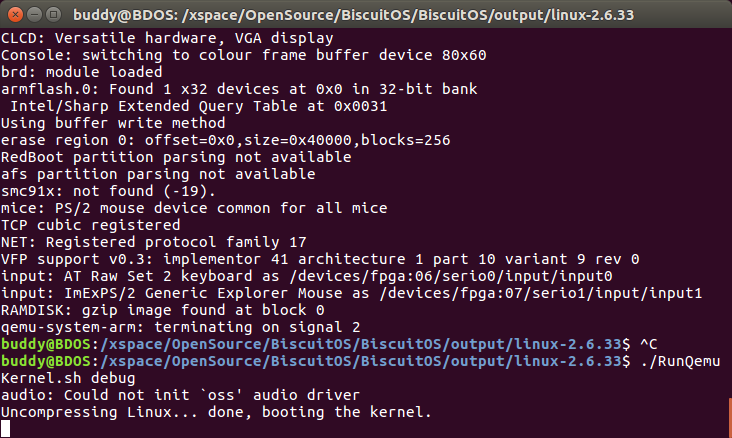 buddy@BDOS: /xspace/OpenSource/BiscuitOS/BiscuitOS/output/linux-2.6.33
CLCD: Versatile hardware, VGA display
Console: switching to colour frame buffer device 80x60
brd: module loaded
armflash.0: Found 1 x32 devices at 0x0 in 32-bit bank
 Intel/Sharp Extended Query Table at 0x0031
Using buffer write method
erase region 0: offset=0x0,size=0x40000,blocks=256
RedBoot partition parsing not available
afs partition parsing not available
smc91x: not found (-19).
mice: PS/2 mouse device common for all mice
TCP cubic registered
NET: Registered protocol family 17
VFP support v0.3: implementor 41 architecture 1 part 10 variant 9 rev 0
input: AT Raw Set 2 keyboard as /devices/fpga:06/serio0/input/input0
input: ImExPS/2 Generic Explorer Mouse as /devices/fpga:07/serio1/input/input1
RAMDISK: gzip image found at block 0
qemu-system-arm: terminating on signal 2
buddy@BDOS:/xspace/OpenSource/BiscuitOS/BiscuitOS/output/linux-2.6.33$ ^C
buddy@BDOS:/xspace/OpenSource/BiscuitOS/BiscuitOS/output/linux-2.6.33$ ./RunQemu
Kernel.sh debug
audio: Could not init `oss' audio driver
Uncompressing Linux... done, booting the kernel.